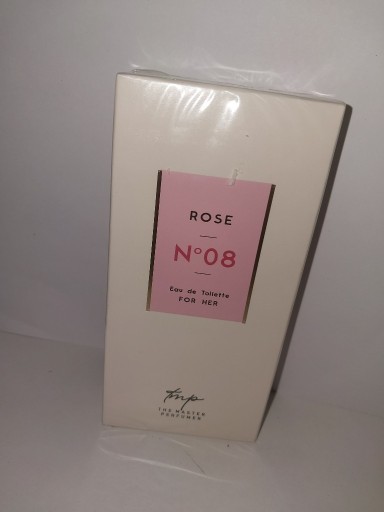 ROSE
N°08
Eau de Toilette
FOR HER
tmp
THE MASTER
PERFUMER